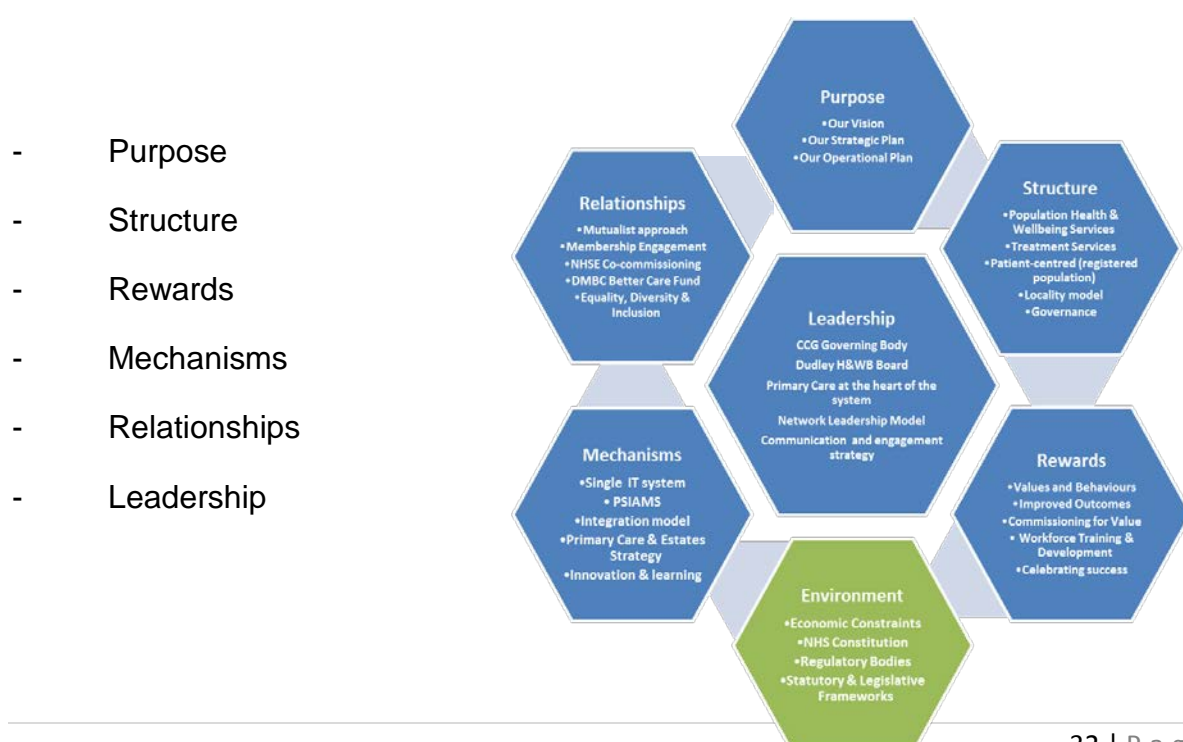 - Purpose
- Structure
- Rewards
- Mechanisms
- Relationships
- Leadership
Purpose
•Our Vision
•Our Strategic Plan
•Our Operational Plan
Structure
•Population Health &
Wellbeing Services
•Treatment Services
•Patient-centred (registered
population)
•Locality model
•Governance
Rewards
•Values and Behaviours
•Improved Outcomes
•Commissioning for Value
• Workforce Training &
Development
•Celebrating success
Environment
•Economic Constraints
•NHS Constitution
•Regulatory Bodies
•Statutory & Legislative
Frameworks
Mechanisms
•Single IT system
• PSIAMS
•Integration model
•Primary Care & Estates
Strategy
•Innovation & learning
Relationships
•Mutualist approach
•Membership Engagement
•NHSE Co-commissioning
•DMBC Better Care Fund
•Equality, Diversity &
Inclusion
Leadership
CCG Governing Body
Dudley H&WB Board
Primary Care at the heart of the
system
Network Leadership Model
Communication and engagement
strategy